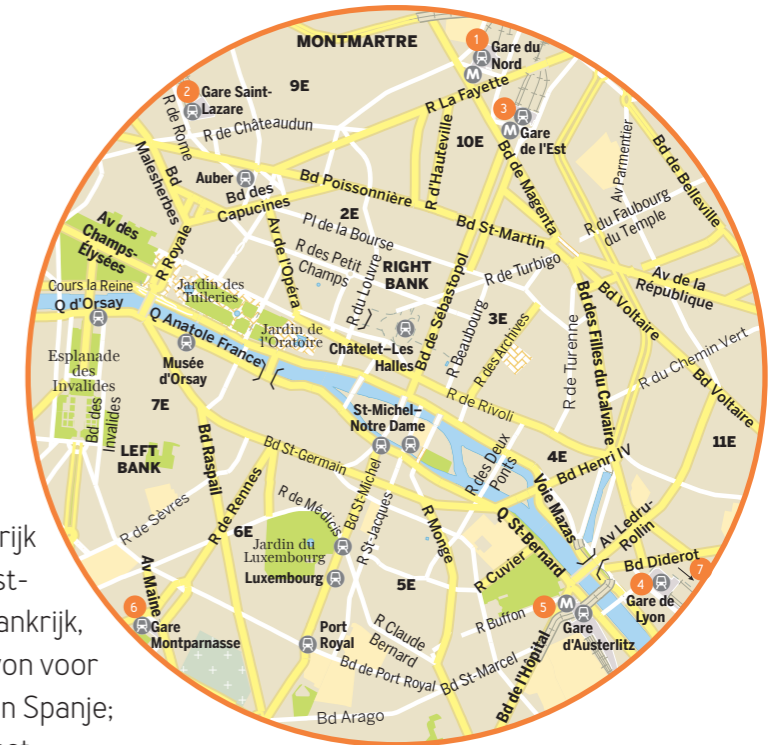 MONTMARTRE
1
Gare du
Nord
M
9E
2
Gare Saint-
Lazare
R de Rome
R de Châteaudun
R La Fayette
3
M
Gare
de l'Est
10E
R d'Hauteville
Bd de Magenta
Av Parmentier
Bd de Belleville
Bd
Malesherbes
Auber
Bd des
Capucines
Bd Poissonnière
Bd St-Martin
R du Faubourg
du Temple
2E
Pl de la Bourse
R des Petit
Champs
Av de l'Opéra
R Royale
Av des
Champs-
Élysées
RIGHT
BANK
R de Turbigo
Av de la
République
Bd Voltaire
Cours la Reine
Q d'Orsay
Jardin des
Tuileries
R du Louvre
Bd de Sébastopol
R Beaubourg
3E
R des Archives
R de Turenne
Bd des Filles du Calvaire
R du Chemin Vert
Q Anatole France
Jardin de
l'Oratoire
Châtelet–Les
Halles
Esplanade
des
Invalides
Musée
d'Orsay
R de Rivoli
Bd Voltaire
7E
Bd des
Invalides
St-Michel–
Notre Dame
11E
LEFT
BANK
Bd Raspail
Bd St-Germain
Bd St-Michel
R des Deux
Ponts
4E
Bd Henri IV
Voie Mazas
R de Sèvres
R de Rennes
R de Médicis
R St-Jacques
R Monge
Q St-Bernard
Av Ledru-
Rollin
6E
Jardin du
Luxembourg
Luxembourg
5E
R Cuvier
Bd Diderot
7
4
Gare de
Lyon
Av Maine
6
Gare
Montparnasse
Port
Royal
R Claude
Bernard
R Buffon
5
M
Gare
d'Austerlitz
Bd de Port Royal
Bd St-Marcel
Bd de l'Hôpital
Bd Arago
rijk
st-
ankrijk,
von voor
n Spanje;